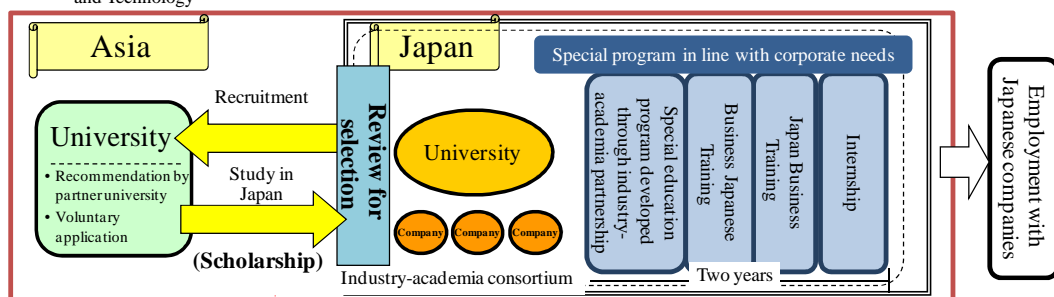 and Technology
Asia
Japan
Special program in line with corporate needs
Recruitment
University
• Recommendation by
partner university
• Voluntary
application
Study in
Japan
(Scholarship)
Review for
selection
University
Company
Company
Company
Industry-academia consortium
Special education
program developed
through industry-
academia partnership
Business Japanese
Training
Japan Business
Training
Internship
Two years
Employment with
Japanese companies